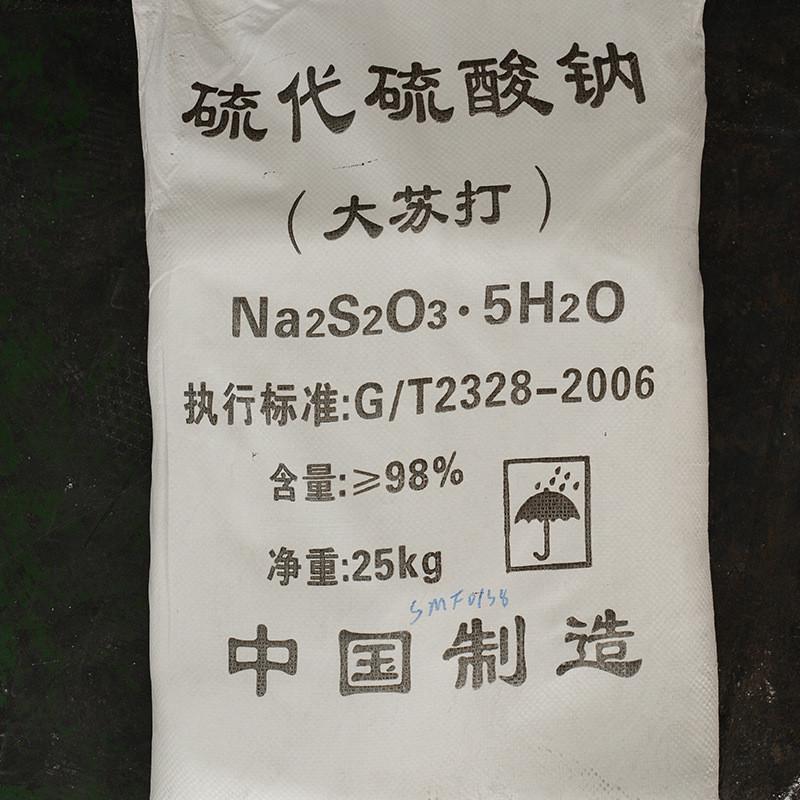 硫代硫酸钠
(大苏打)
Na2S2O3·5H2O
执行标准:G/T2328-2006
含量:≥98%
净重:25kg
SMF0138
中国制造